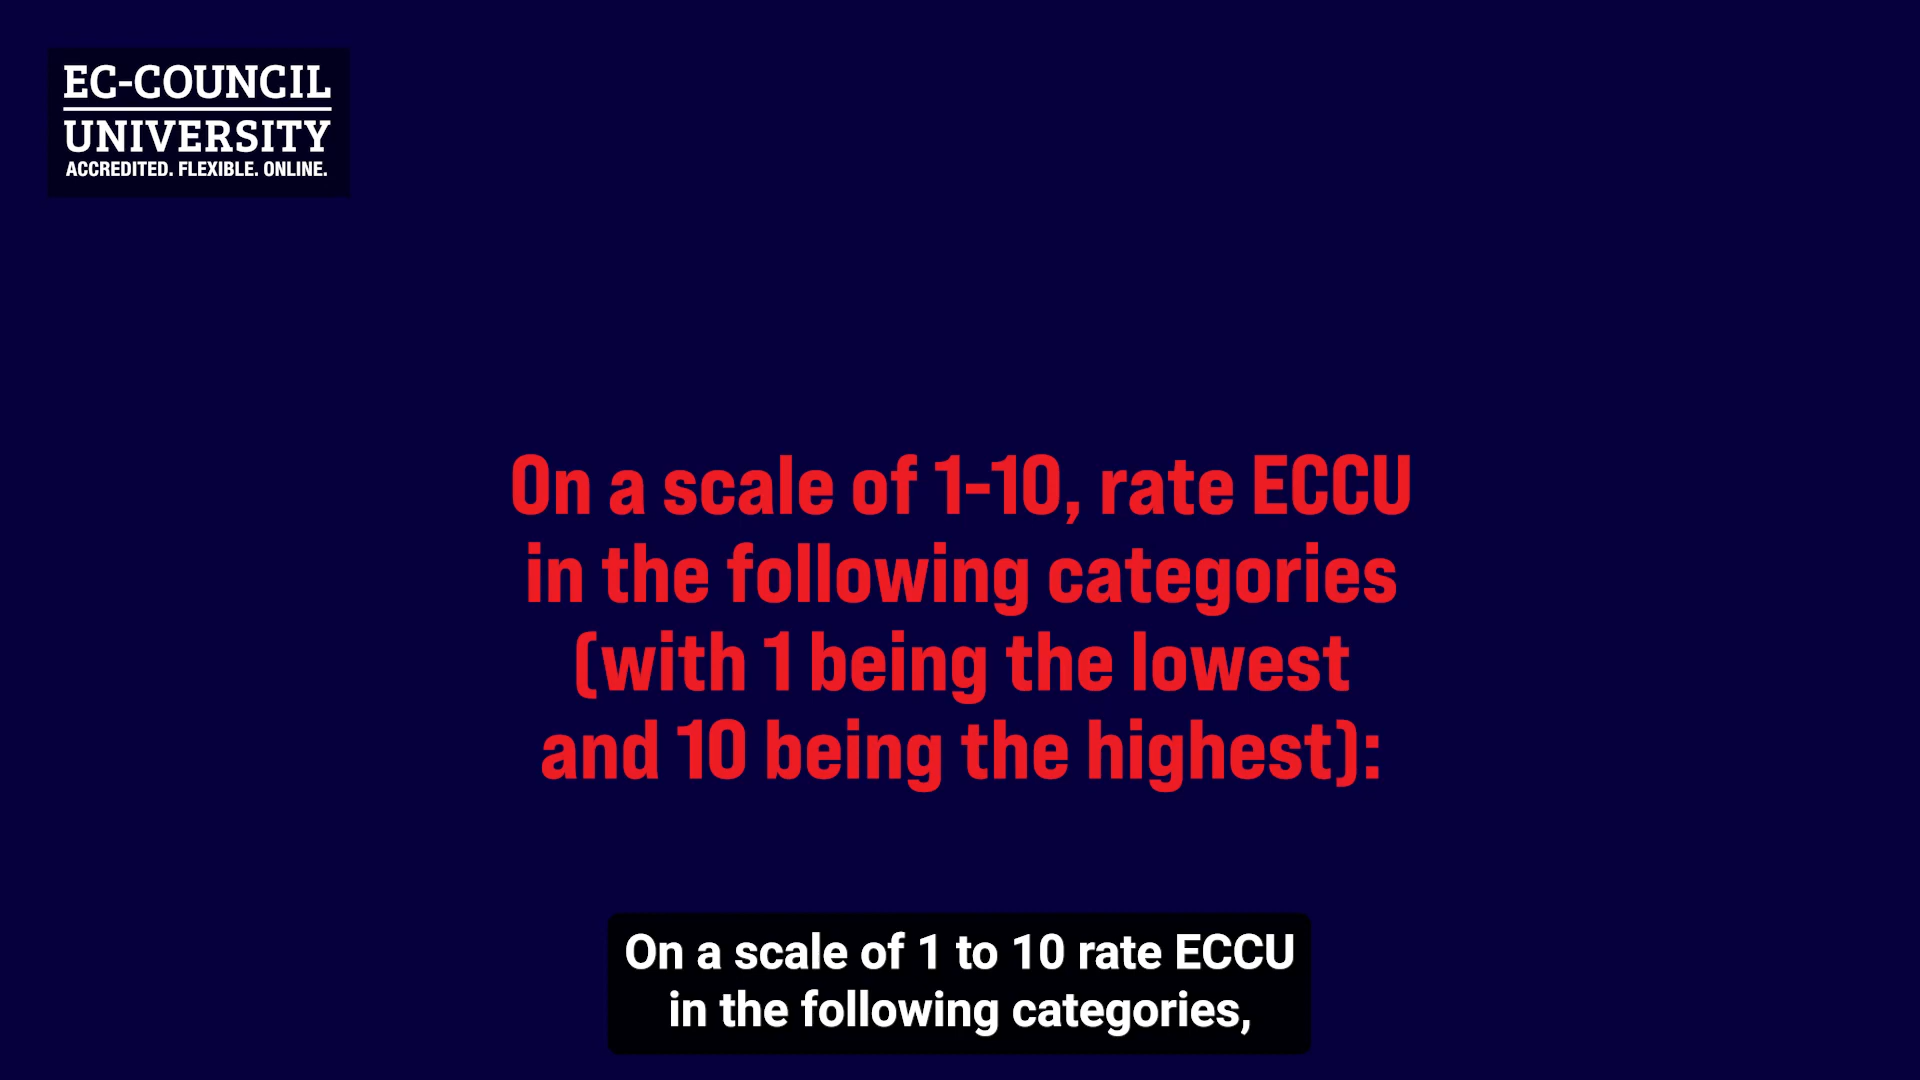 EC-COUNCIL
UNIVERSITY
ACCREDITED. FLEXIBLE. ONLINE.
On a scale of 1-10, rate ECCU
in the following categories
(with 1 being the lowest
and 10 being the highest):
On a scale of 1 to 10 rate ECCU
in the following categories,